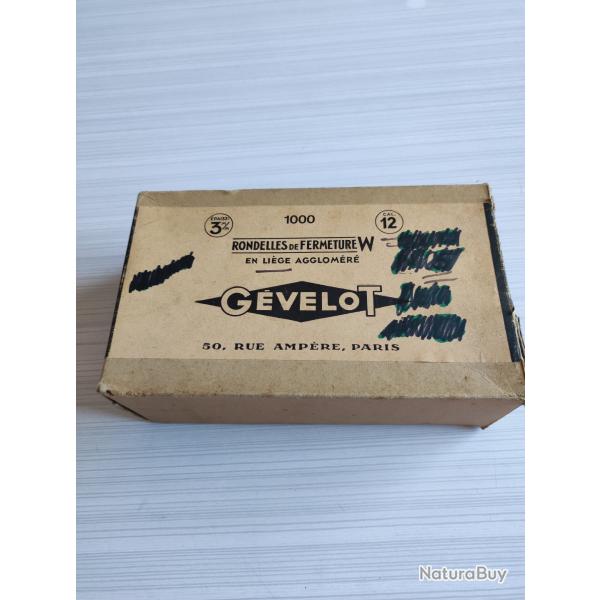 ÉPAISSR 1000 CAL.
3 m/m 12
RONDELLES DE FERMETURE W
EN LIÈGE AGGLOMÉRÉ
GÉVELOT
50, RUE AMPÈRE, PARIS
NaturaBuy